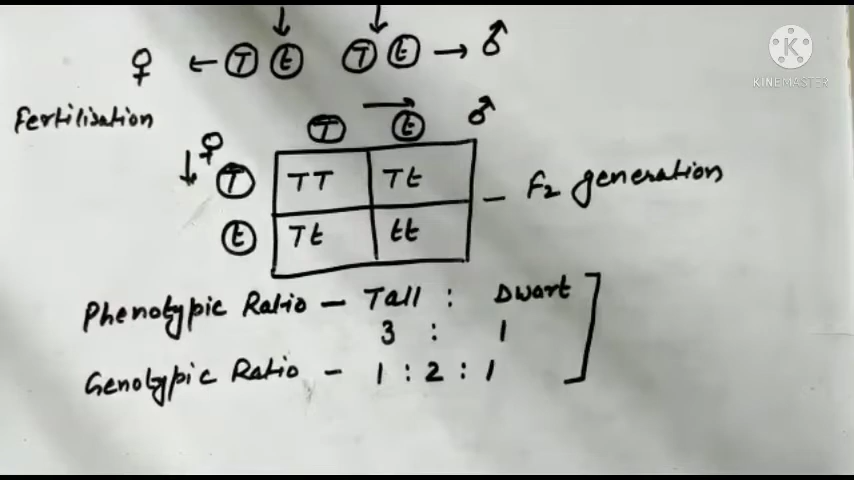 ♀ ← T t T t → ♂
K
KINEMASTER
Fertilisation
T → t ♂
↓ ♀
T TT Tt – F2 generation
t Tt tt
Phenotypic Ratio – Tall : Dwart
3 : 1
Genotypic Ratio – 1 : 2 : 1